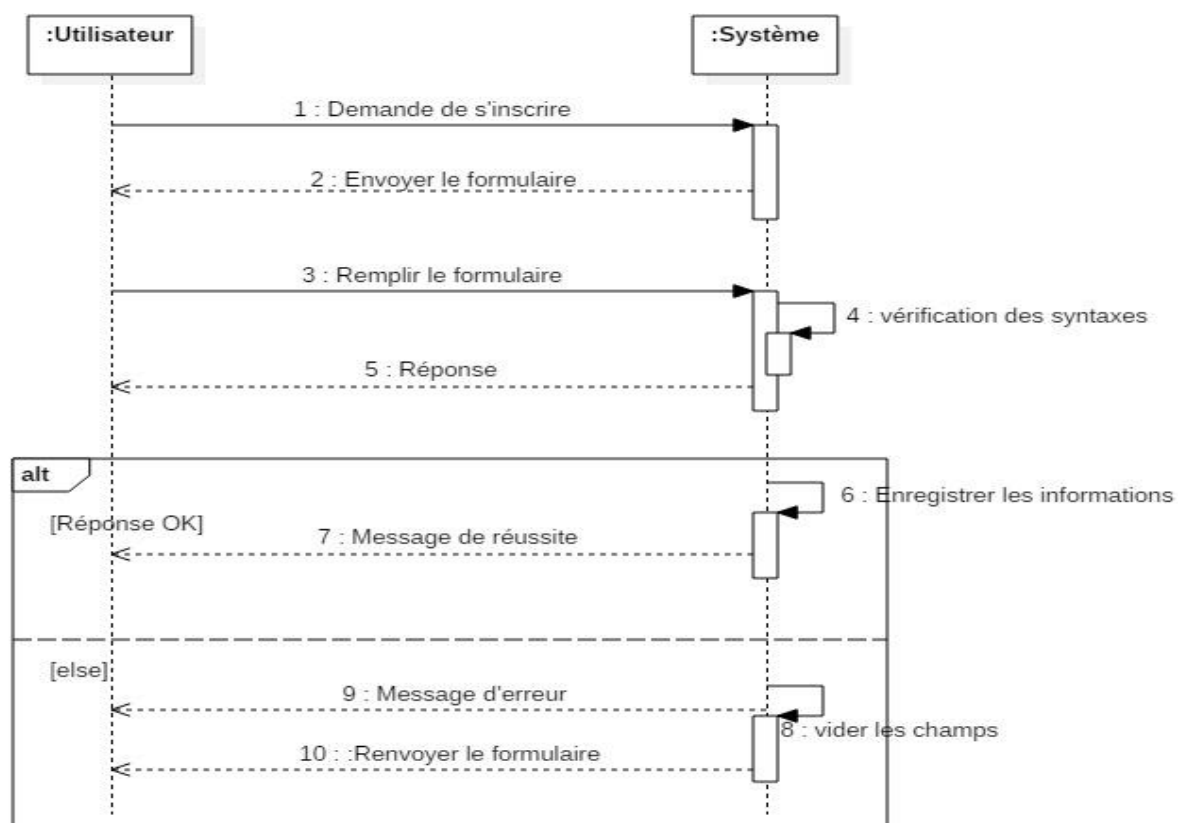 :Utilisateur
:Système
1 : Demande de s'inscrire
2 : Envoyer le formulaire
3 : Remplir le formulaire
4 : vérification des syntaxes
5 : Réponse
alt
6 : Enregistrer les informations
[Réponse OK]
7 : Message de réussite
[else]
9 : Message d'erreur
8 : vider les champs
10 : :Renvoyer le formulaire